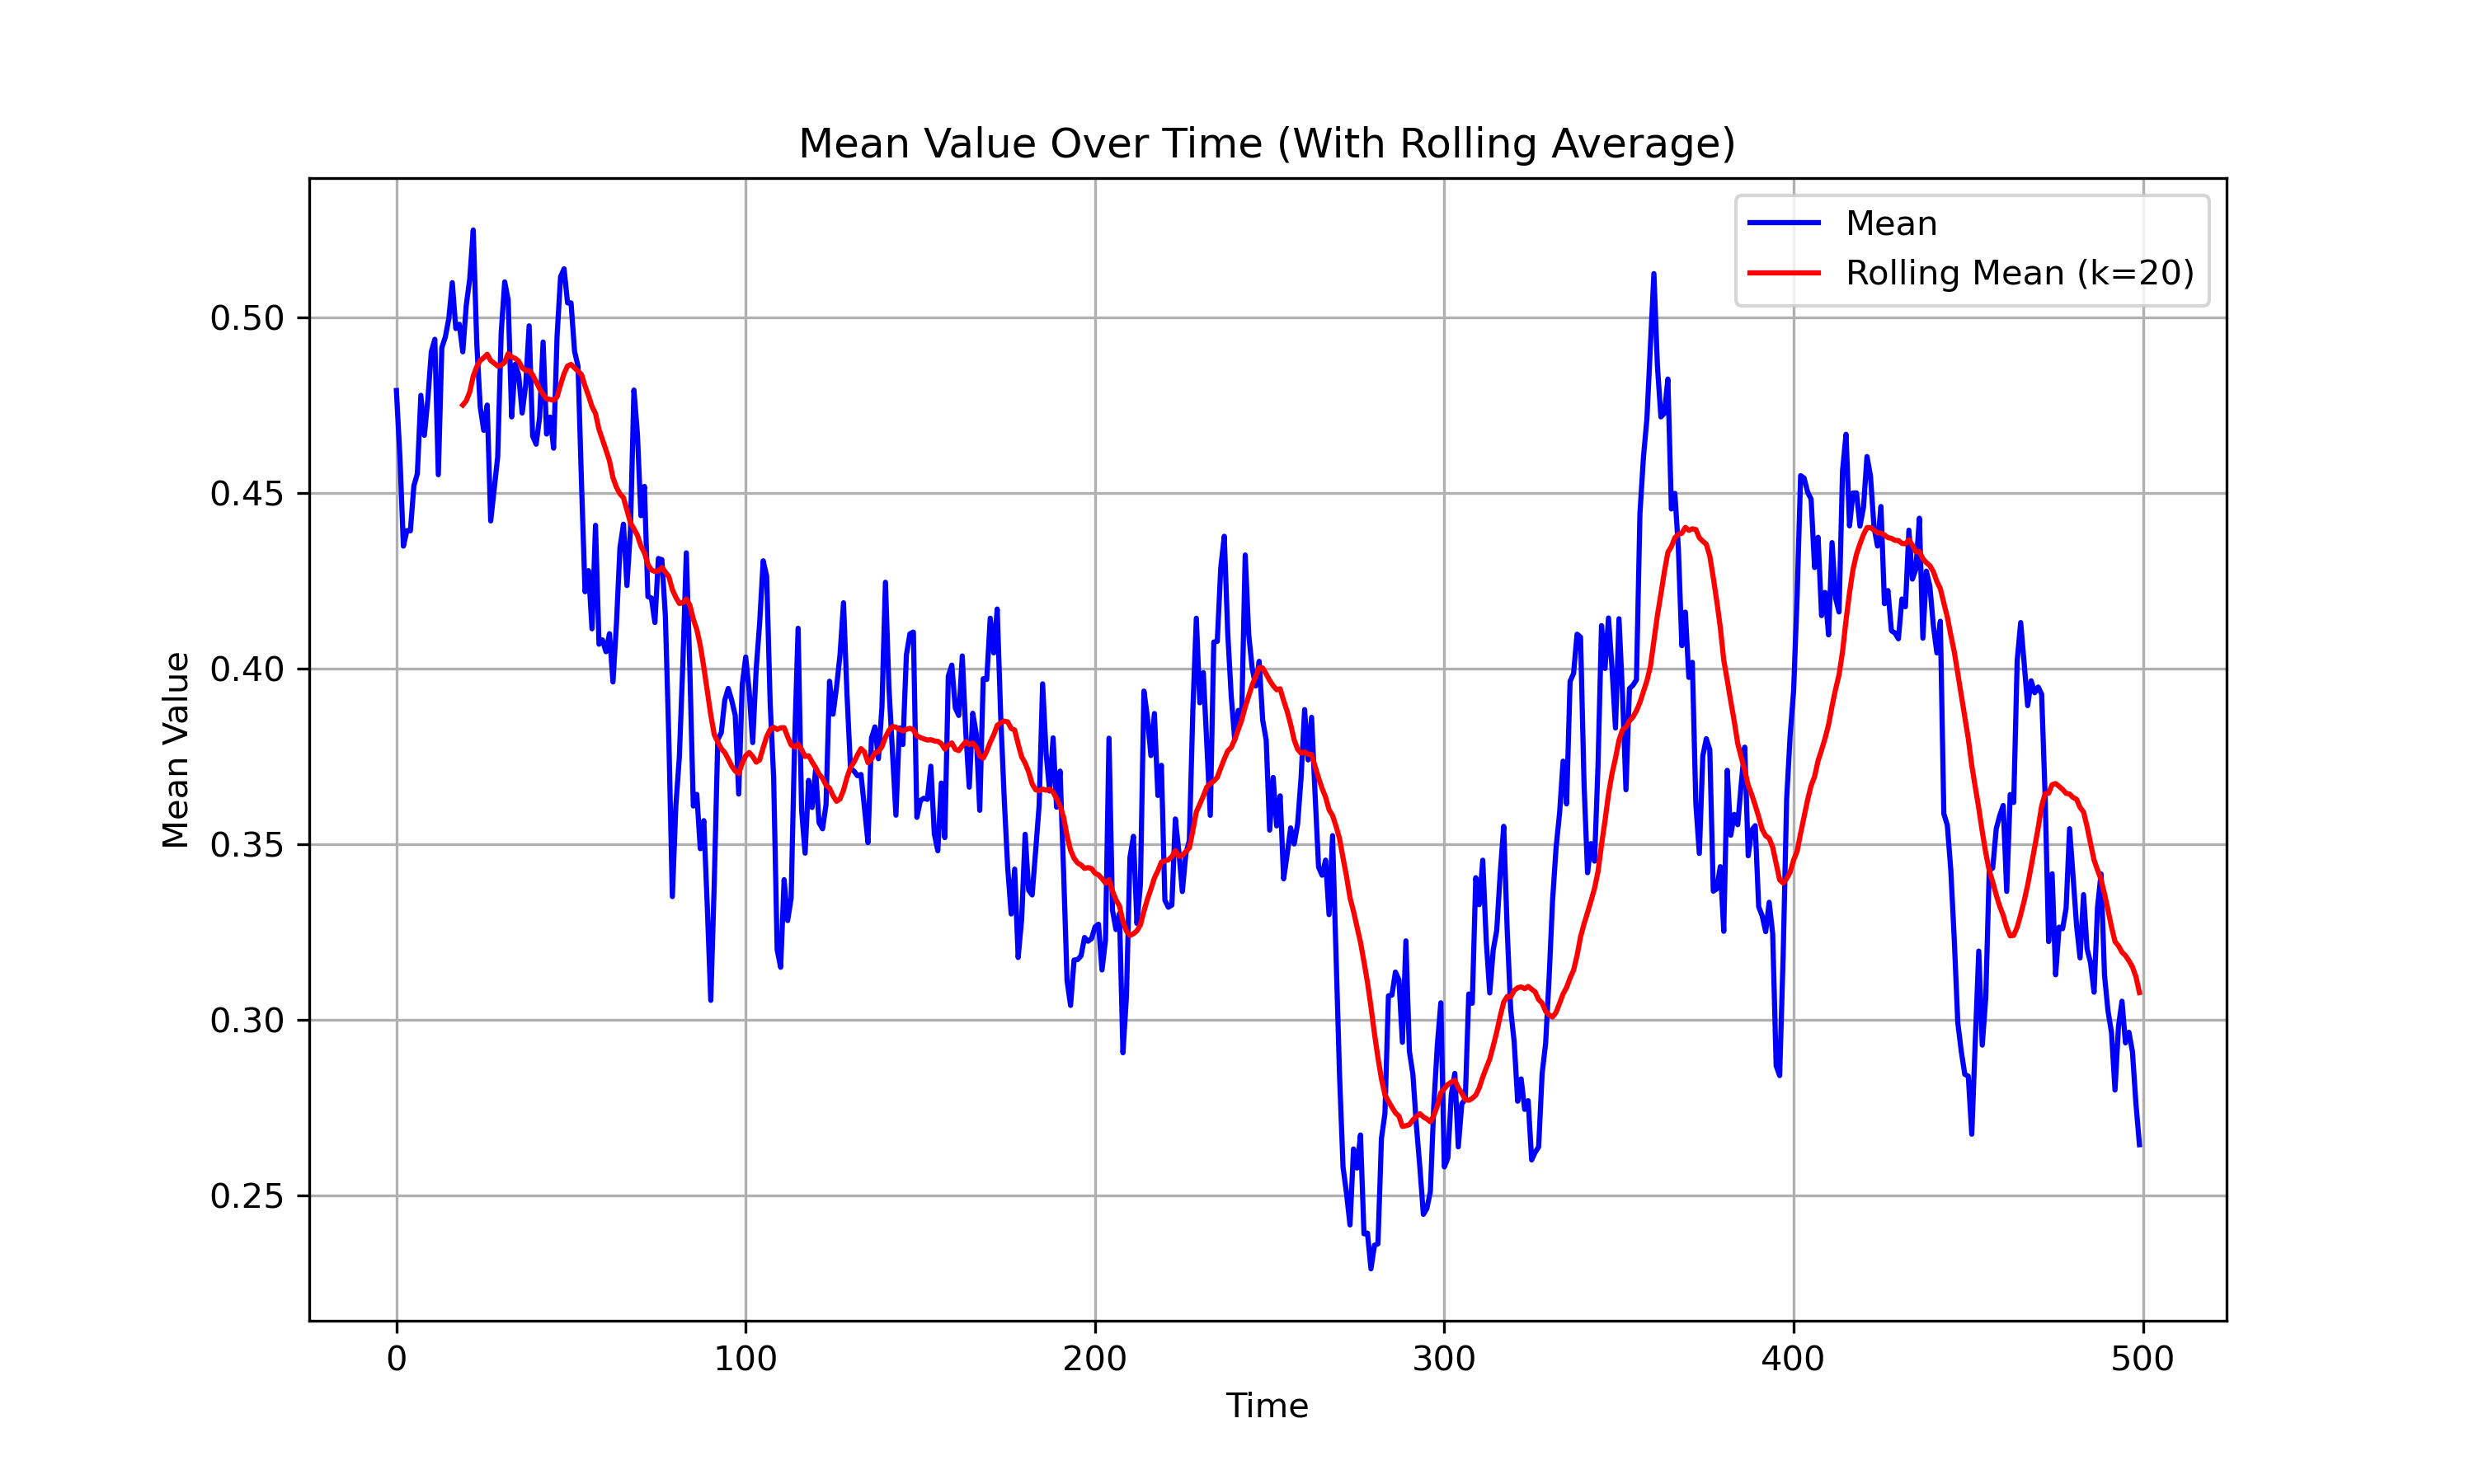 Mean Value Over Time (With Rolling Average)
Mean
Rolling Mean (k=20)
0.50
0.45
0.40
0.35
0.30
0.25
Mean Value
0 100 200 300 400 500
Time